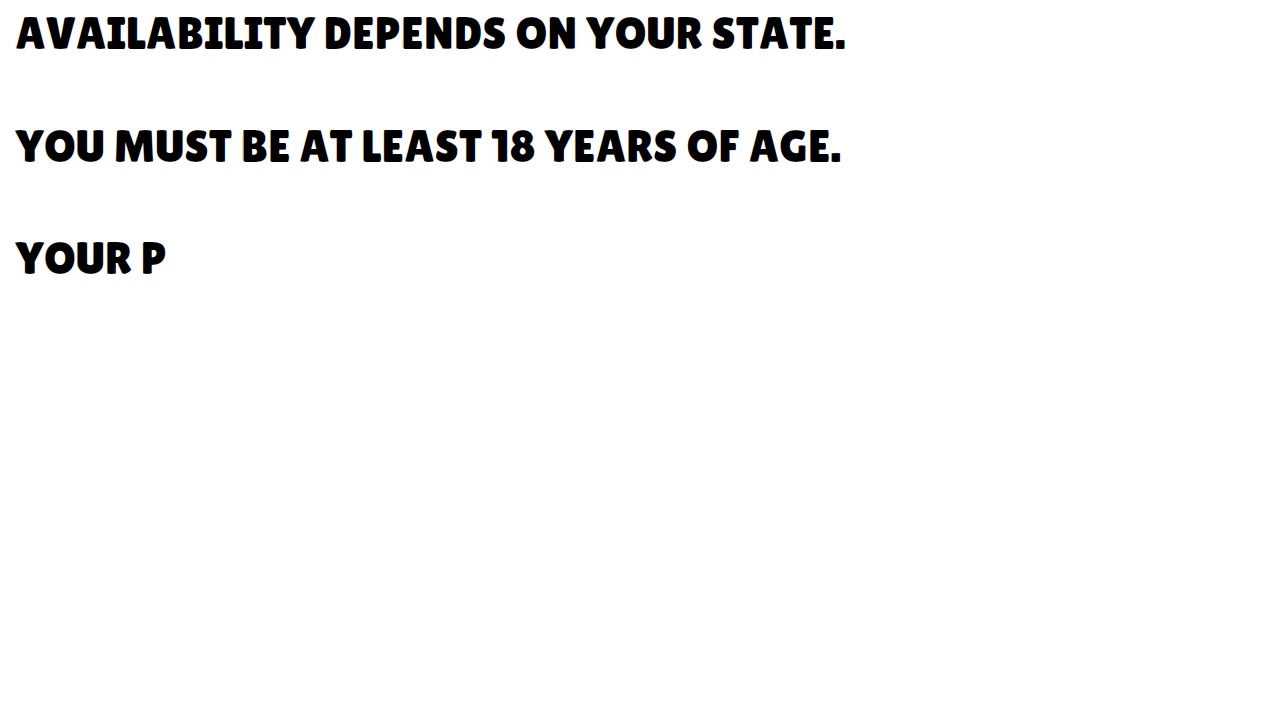 AVAILABILITY DEPENDS ON YOUR STATE.
YOU MUST BE AT LEAST 18 YEARS OF AGE.
YOUR P